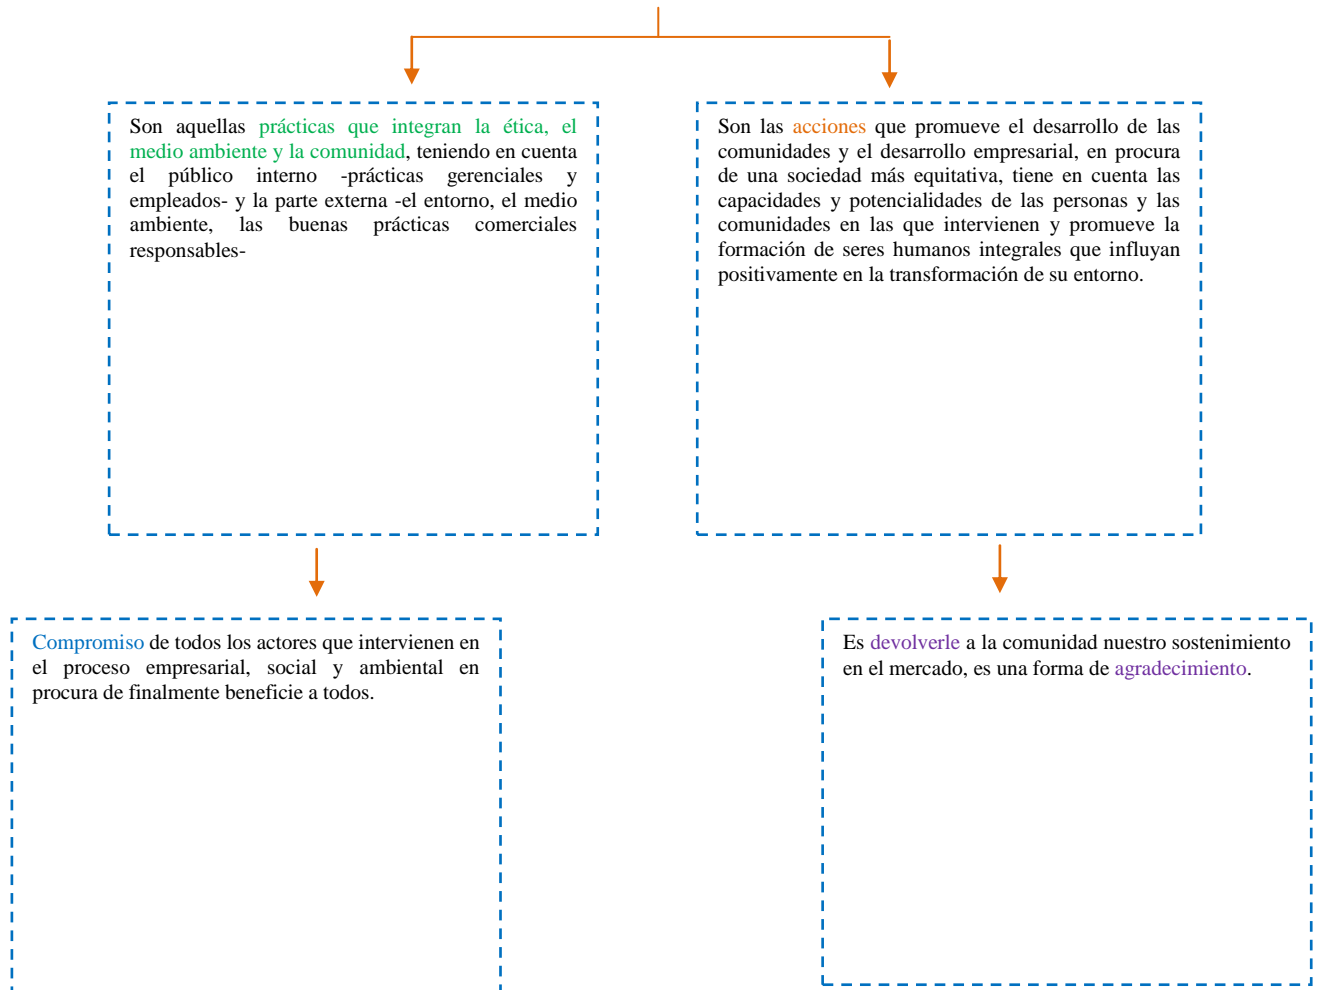 Son aquellas prácticas que integran la ética, el
medio ambiente y la comunidad, teniendo en cuenta
el público interno -prácticas gerenciales y
empleados- y la parte externa -el entorno, el medio
ambiente, las buenas prácticas comerciales
responsables-
Son las acciones que promueve el desarrollo de las
comunidades y el desarrollo empresarial, en procura
de una sociedad más equitativa, tiene en cuenta las
capacidades y potencialidades de las personas y las
comunidades en las que intervienen y promueve la
formación de seres humanos integrales que influyan
positivamente en la transformación de su entorno.
Compromiso de todos los actores que intervienen en
el proceso empresarial, social y ambiental en
procura de finalmente beneficie a todos.
Es devolverle a la comunidad nuestro sostenimiento
en el mercado, es una forma de agradecimiento.